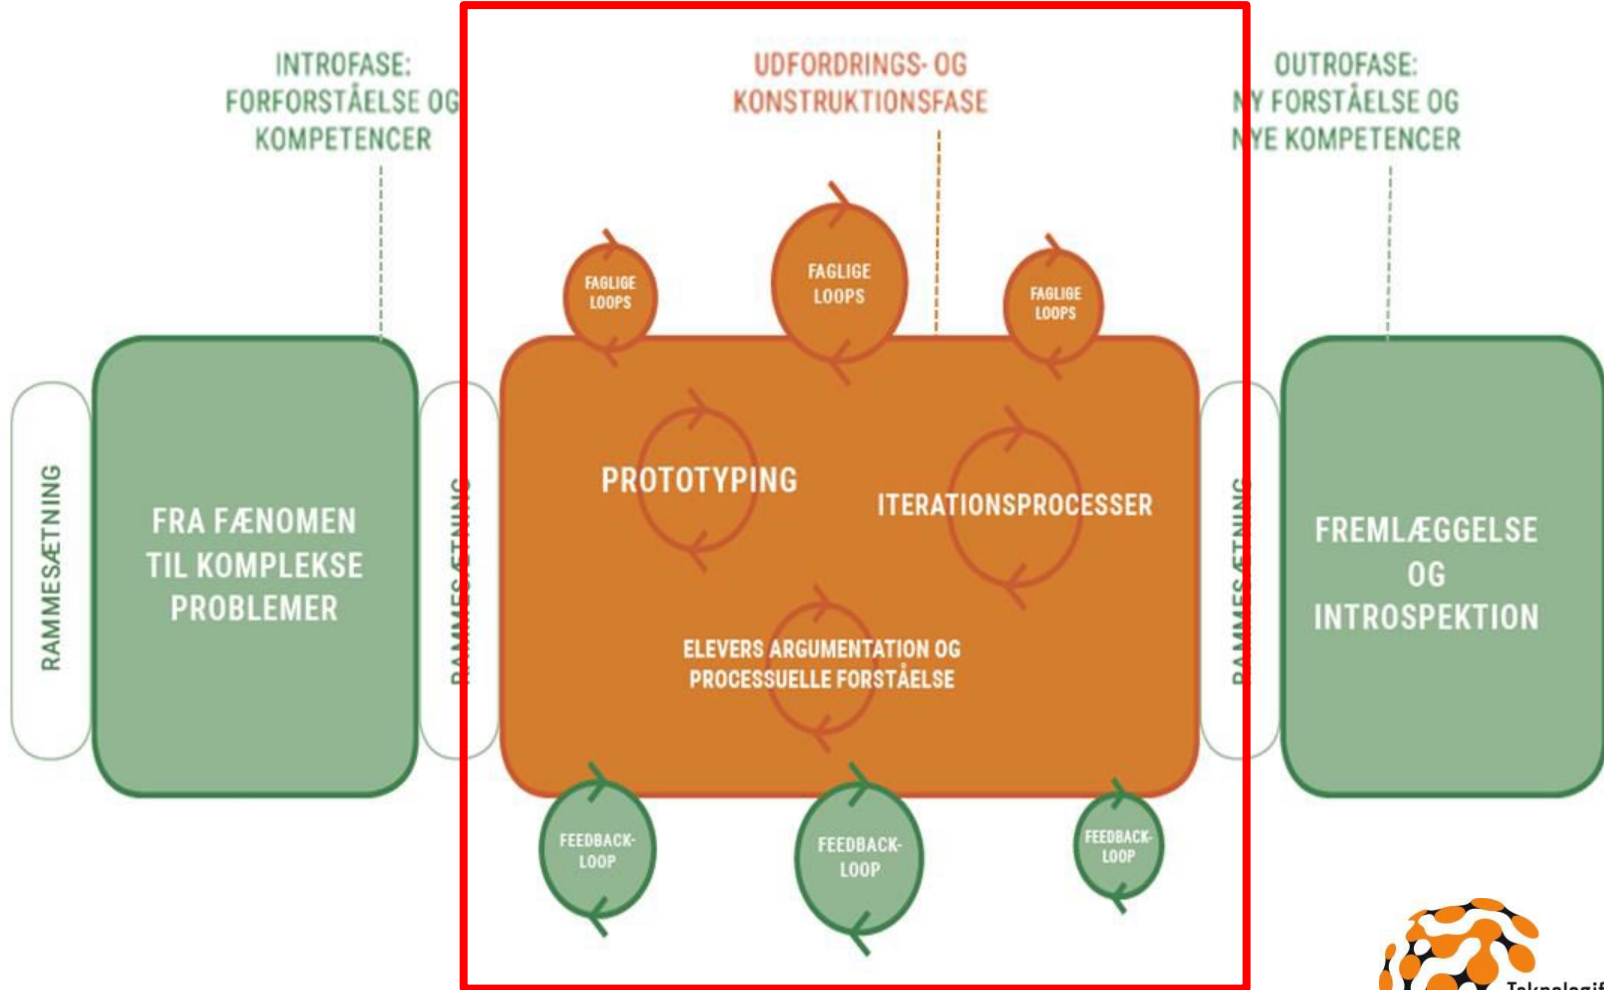 INTROFASE:
FORFORSTÅELSE OG
KOMPETENCER
UDFORDRINGS- OG
KONSTRUKTIONSFASE
OUTROFASE:
NY FORSTÅELSE OG
NYE KOMPETENCER
FAGLIGE
LOOPS
FAGLIGE
LOOPS
FAGLIGE
LOOPS
RAMMESÆTNING
FRA FÆNOMEN
TIL KOMPLEKSE
PROBLEMER
RAMMESÆTNING
PROTOTYPING
ITERATIONSPROCESSER
ELEVERS ARGUMENTATION OG
PROCESSUELLE FORSTÅELSE
RAMMESÆTNING
FREMLÆGGELSE
OG
INTROSPEKTION
FEEDBACK-
LOOP
FEEDBACK-
LOOP
FEEDBACK-
LOOP